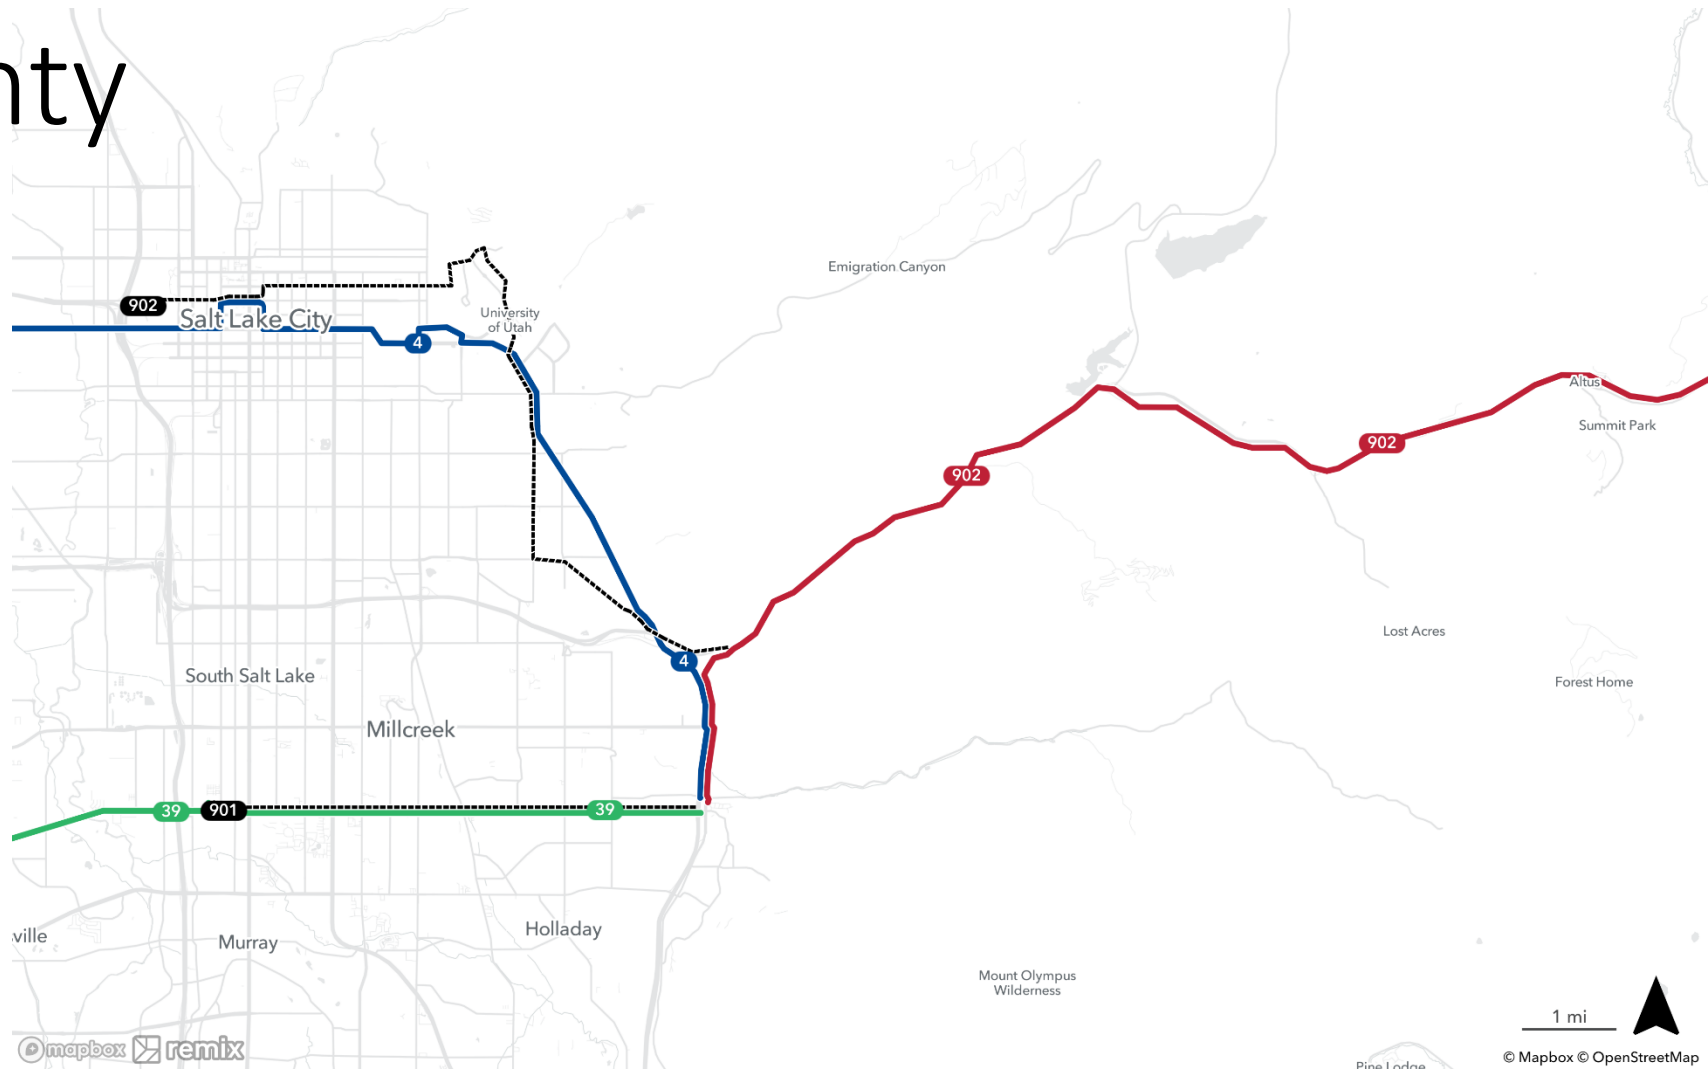 nty
Emigration Canyon
902
Salt Lake City
University
of Utah
4
Altus
Summit Park
902
902
Lost Acres
4
South Salt Lake
Forest Home
Millcreek
39
901
39
ville
Murray
Holladay
Mount Olympus
Wilderness
1 mi
mapbox
remix
© Mapbox © OpenStreetMap
Pine Lodge